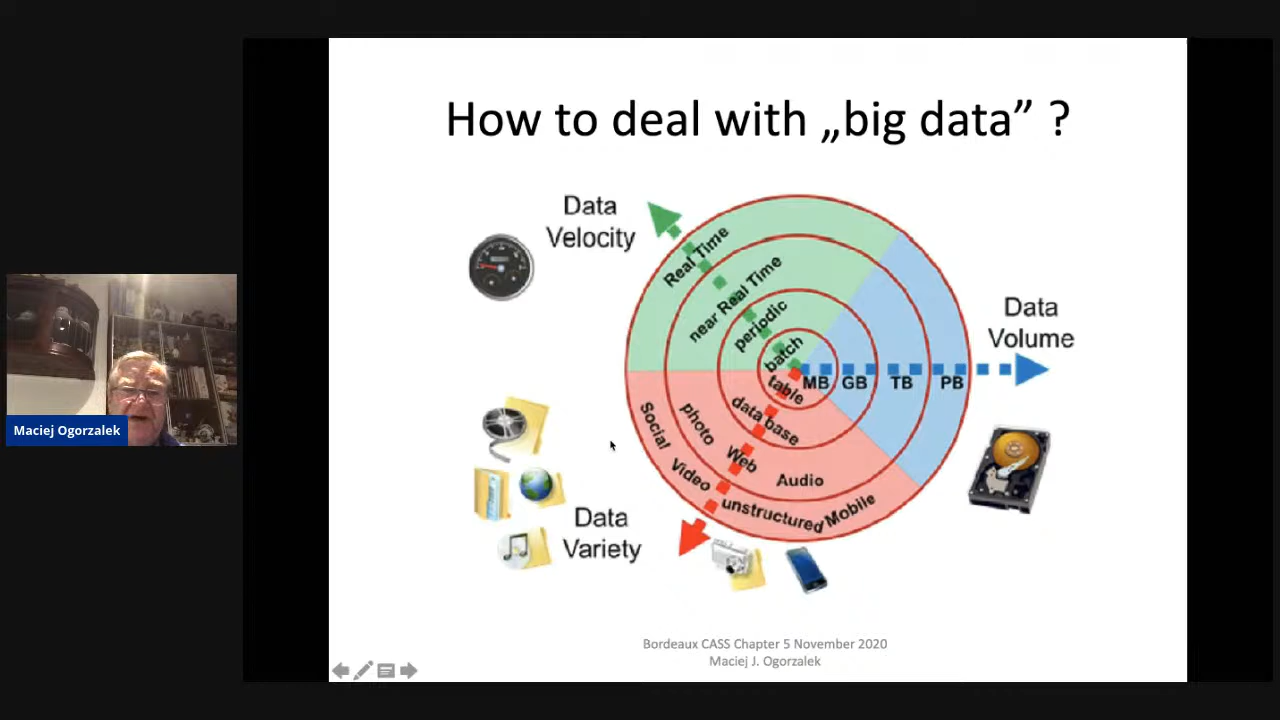 How to deal with „big data” ?
Data
Velocity
Real Time
near Real Time
periodic
batch
Data
Volume
MB GB TB PB
table
data base
photo
Web
Audio
Social
Video
unstructured
Mobile
Data
Variety
Maciej Ogorzalek
Bordeaux CASS Chapter 5 November 2020
Maciej J. Ogorzalek